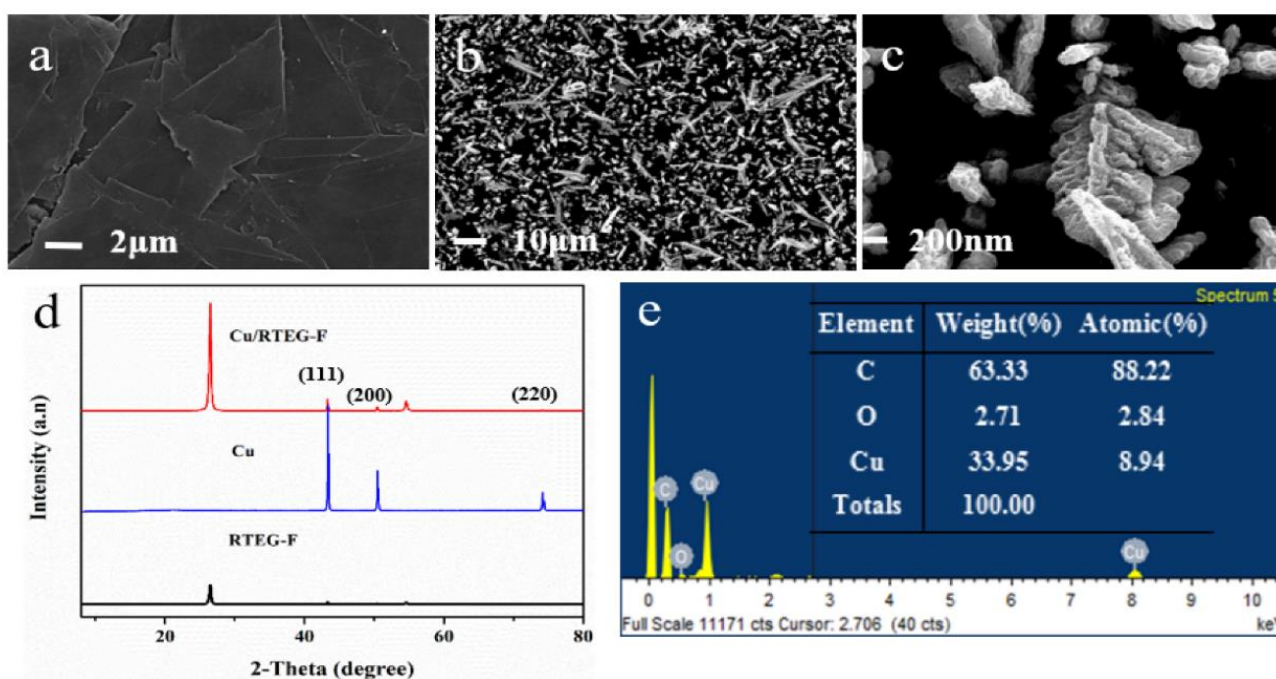 a
2μm
b
10μm
c
200nm
d
Cu/RTEG-F
(111)
(200)
(220)
Cu
RTEG-F
Intensity (a.n)
20
40
60
80
2-Theta (degree)
e
Spectrum
Element Weight(%) Atomic(%)
C 63.33 88.22
O 2.71 2.84
Cu 33.95 8.94
Totals 100.00
C
O
Cu
Cu
0 1 2 3 4 5 6 7 8 9 10
Full Scale 11171 cts Cursor: 2.706 (40 cts)